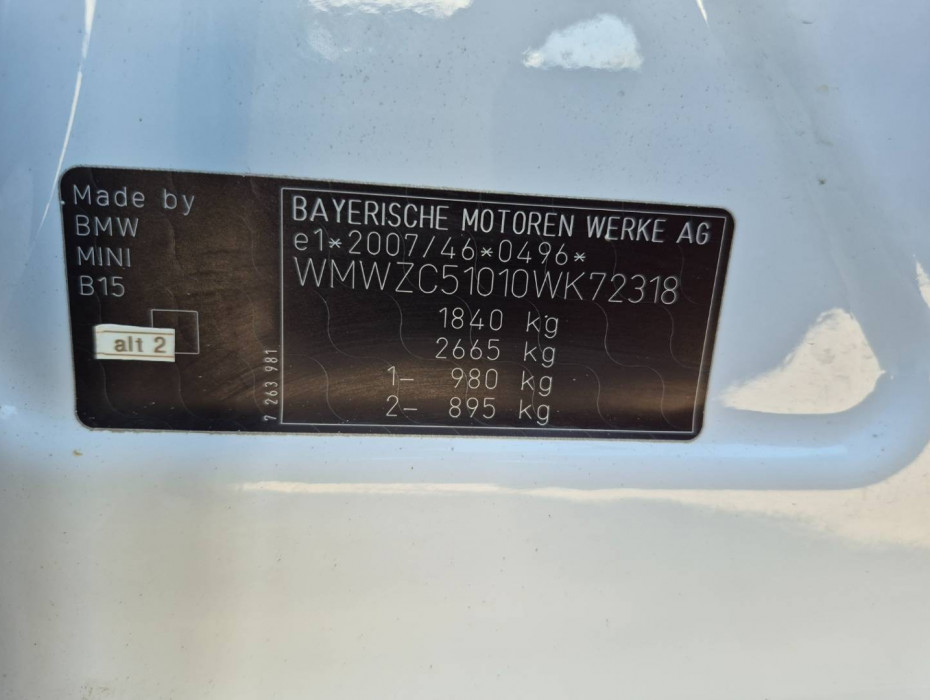 Made by
BMW
MINI
B15
alt 2
7 263 981
BAYERISCHE MOTOREN WERKE AG
e1*2007/46*0496*
WMWZC51010WK72318
1840 kg
2665 kg
1- 980 kg
2- 895 kg